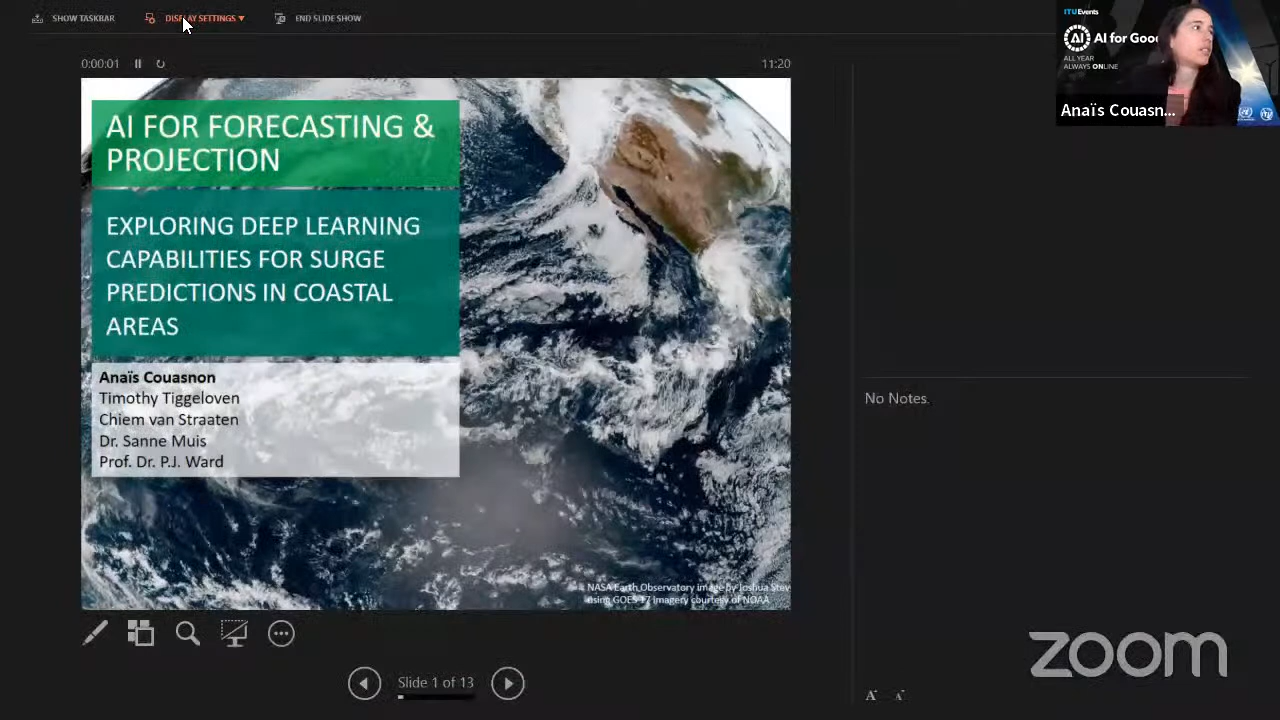 SHOW TASKBAR
DISPLAY SETTINGS
END SLIDE SHOW
ITUEvents
AI
AI for Good
ALL YEAR
ALWAYS ONLINE
Anaïs Couasn...
0:00:01
11:20
AI FOR FORECASTING &
PROJECTION
EXPLORING DEEP LEARNING
CAPABILITIES FOR SURGE
PREDICTIONS IN COASTAL
AREAS
Anaïs Couasnon
Timothy Tiggeloven
Chiem van Straaten
Dr. Sanne Muis
Prof. Dr. P.J. Ward
NASA Earth Observatory image by Joshua Stev
using GOES 17 imagery courtesy of NOAA
No Notes.
Slide 1 of 13
A A
zoom